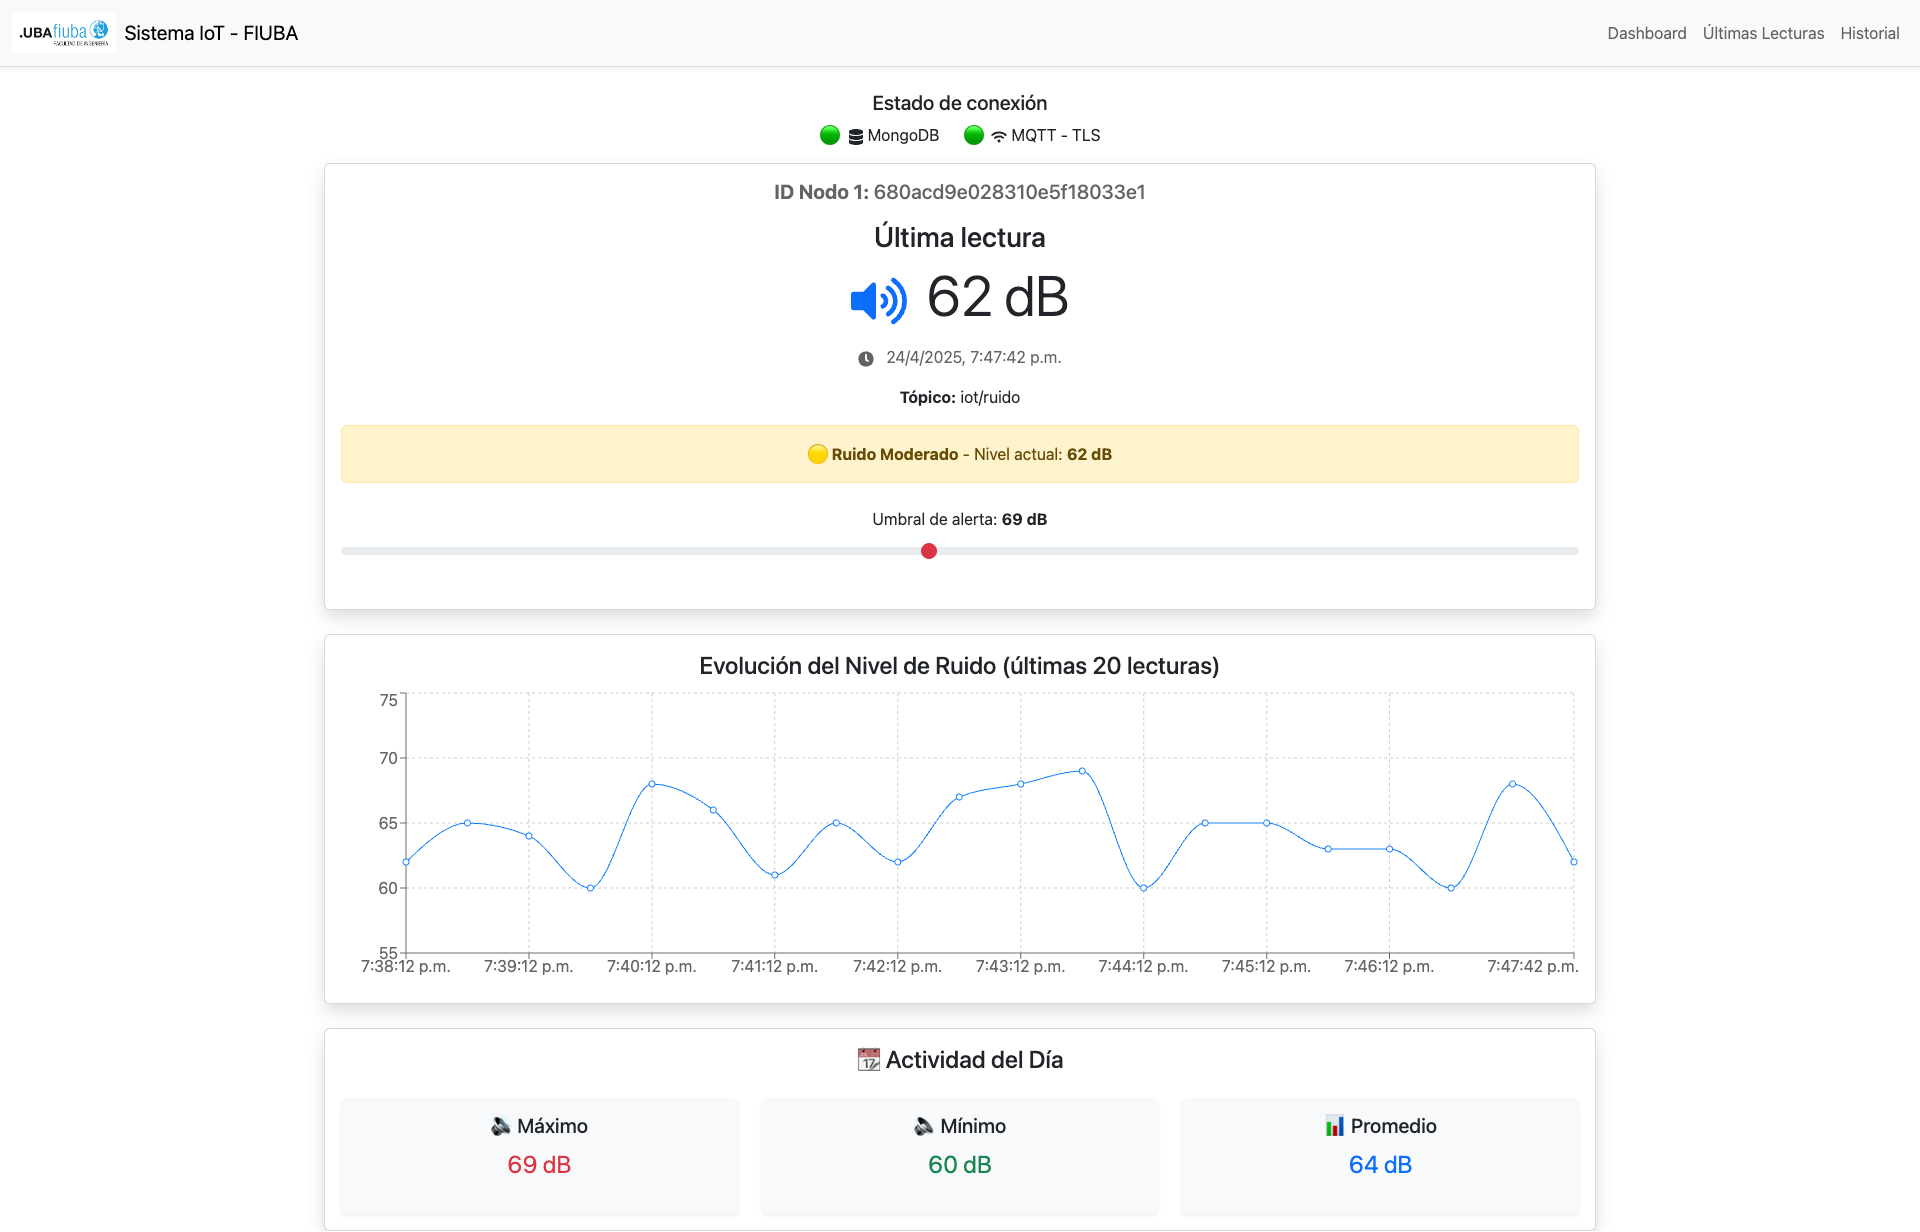 .UBAfiuba
FACULTAD DE INGENIERÍA
Sistema IoT - FIUBA
Dashboard
Últimas Lecturas
Historial
Estado de conexión
MongoDB
MQTT - TLS
ID Nodo 1: 680acd9e028310e5f18033e1
Última lectura
62 dB
24/4/2025, 7:47:42 p.m.
Tópico: iot/ruido
Ruido Moderado - Nivel actual: 62 dB
Umbral de alerta: 69 dB
Evolución del Nivel de Ruido (últimas 20 lecturas)
75
70
65
60
55
7:38:12 p.m.
7:39:12 p.m.
7:40:12 p.m.
7:41:12 p.m.
7:42:12 p.m.
7:43:12 p.m.
7:44:12 p.m.
7:45:12 p.m.
7:46:12 p.m.
7:47:42 p.m.
17
Actividad del Día
Máximo
69 dB
Mínimo
60 dB
Promedio
64 dB